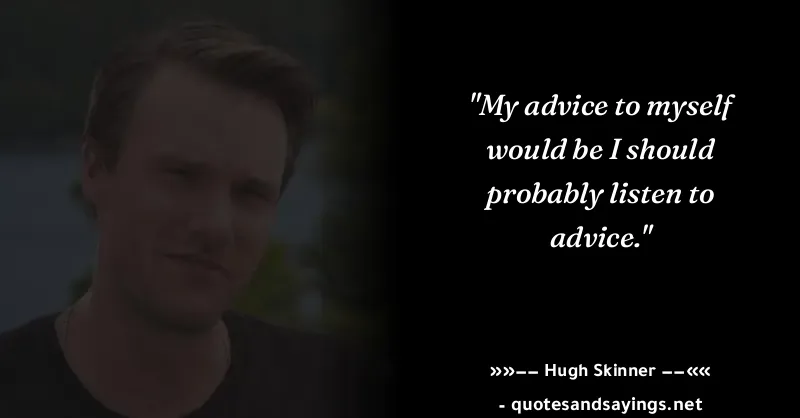 "My advice to myself
would be I should
probably listen to
advice."
»»—— Hugh Skinner ——««
- quotesandsayings.net